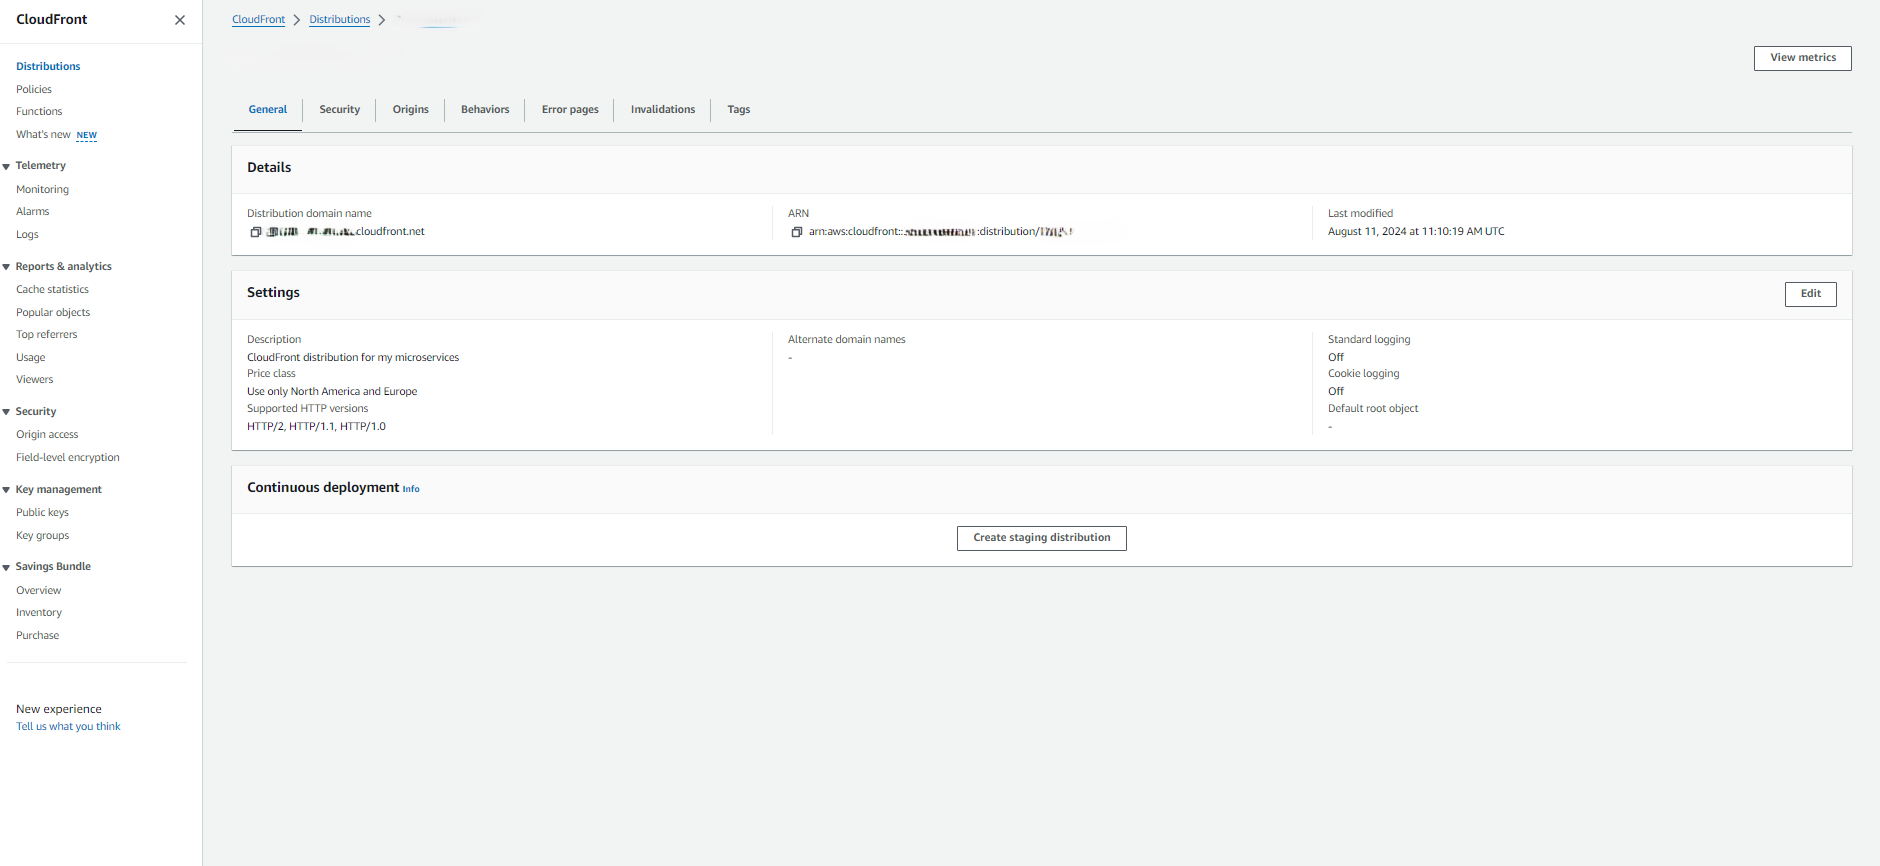 CloudFront
Distributions
Policies
Functions
What's new NEW
Telemetry
Monitoring
Alarms
Logs
Reports & analytics
Cache statistics
Popular objects
Top referrers
Usage
Viewers
Security
Origin access
Field-level encryption
Key management
Public keys
Key groups
Savings Bundle
Overview
Inventory
Purchase
New experience
Tell us what you think
CloudFront Distributions
View metrics
General Security Origins Behaviors Error pages Invalidations Tags
Details
Distribution domain name
.cloudfront.net
ARN
arn:aws:cloudfront:: :distribution/
Last modified
August 11, 2024 at 11:10:19 AM UTC
Settings
Edit
Description
CloudFront distribution for my microservices
Price class
Use only North America and Europe
Supported HTTP versions
HTTP/2, HTTP/1.1, HTTP/1.0
Alternate domain names
-
Standard logging
Off
Cookie logging
Off
Default root object
-
Continuous deployment Info
Create staging distribution